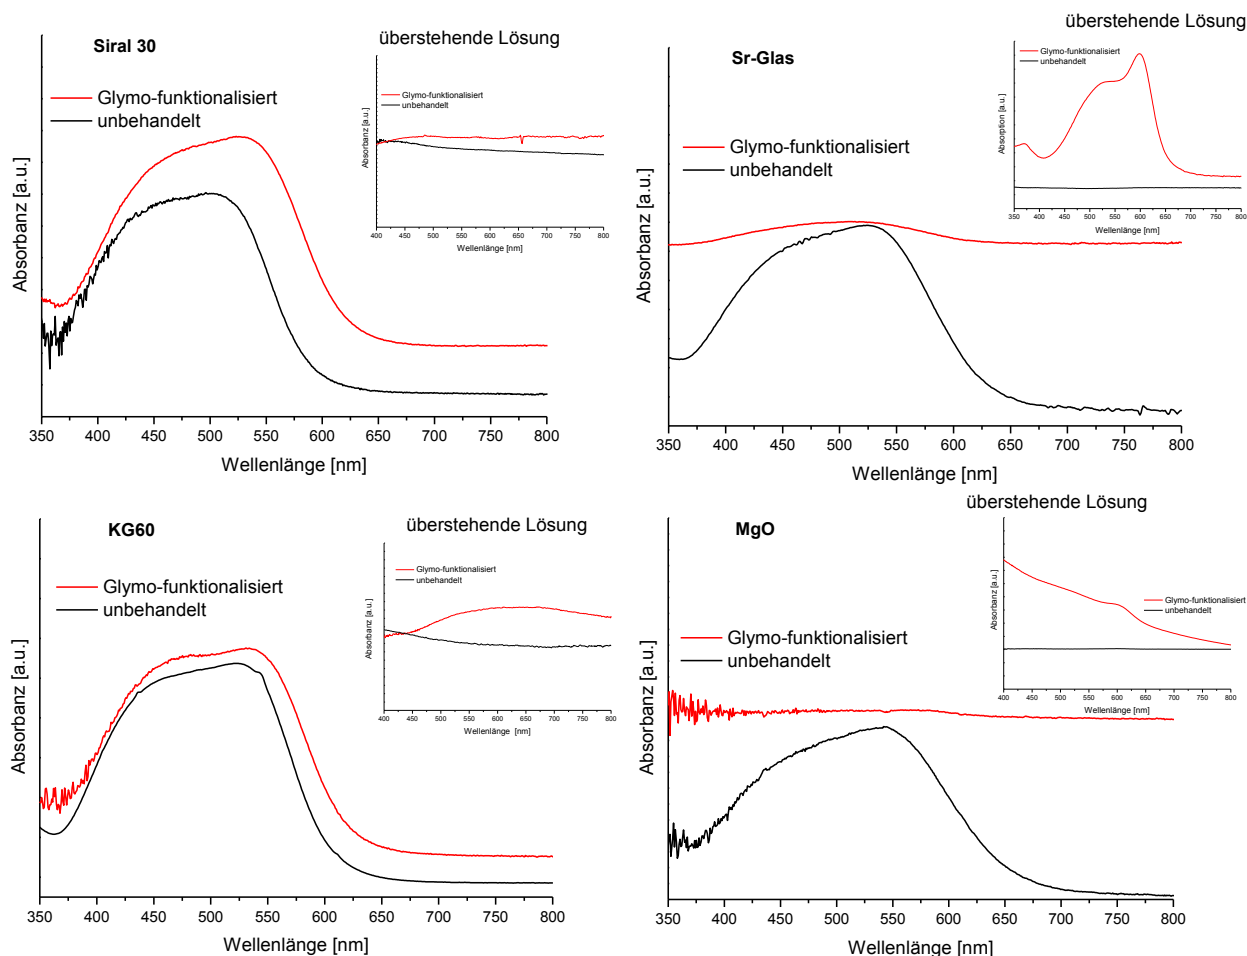 Siral 30
überstehende Lösung
Glymo-funktionalisiert
unbehandelt
Absorbanz [a.u.]
350 400 450 500 550 600 650 700 750 800
Wellenlänge [nm]
Glymo-funktionalisiert
unbehandelt
Absorbanz [a.u.]
400 450 500 550 600 650 700 750 800
Wellenlänge [nm]
Sr-Glas
überstehende Lösung
Glymo-funktionalisiert
unbehandelt
Absorbanz [a.u.]
350 400 450 500 550 600 650 700 750 800
Wellenlänge [nm]
Glymo-funktionalisiert
unbehandelt
Absorption [a.u.]
350 400 450 500 550 600 650 700 750 800
Wellenlänge [nm]
KG60
überstehende Lösung
Glymo-funktionalisiert
unbehandelt
Absorbanz [a.u.]
350 400 450 500 550 600 650 700 750 800
Wellenlänge [nm]
Glymo-funktionalisiert
unbehandelt
Absorbanz [a.u.]
400 450 500 550 600 650 700 750 800
Wellenlänge [nm]
MgO
überstehende Lösung
Glymo-funktionalisiert
unbehandelt
Absorbanz [a.u.]
350 400 450 500 550 600 650 700 750 800
Wellenlänge [nm]
Glymo-funktionalisiert
unbehandelt
Absorbanz [a.u.]
400 450 500 550 600 650 700 750 800
Wellenlänge [nm]